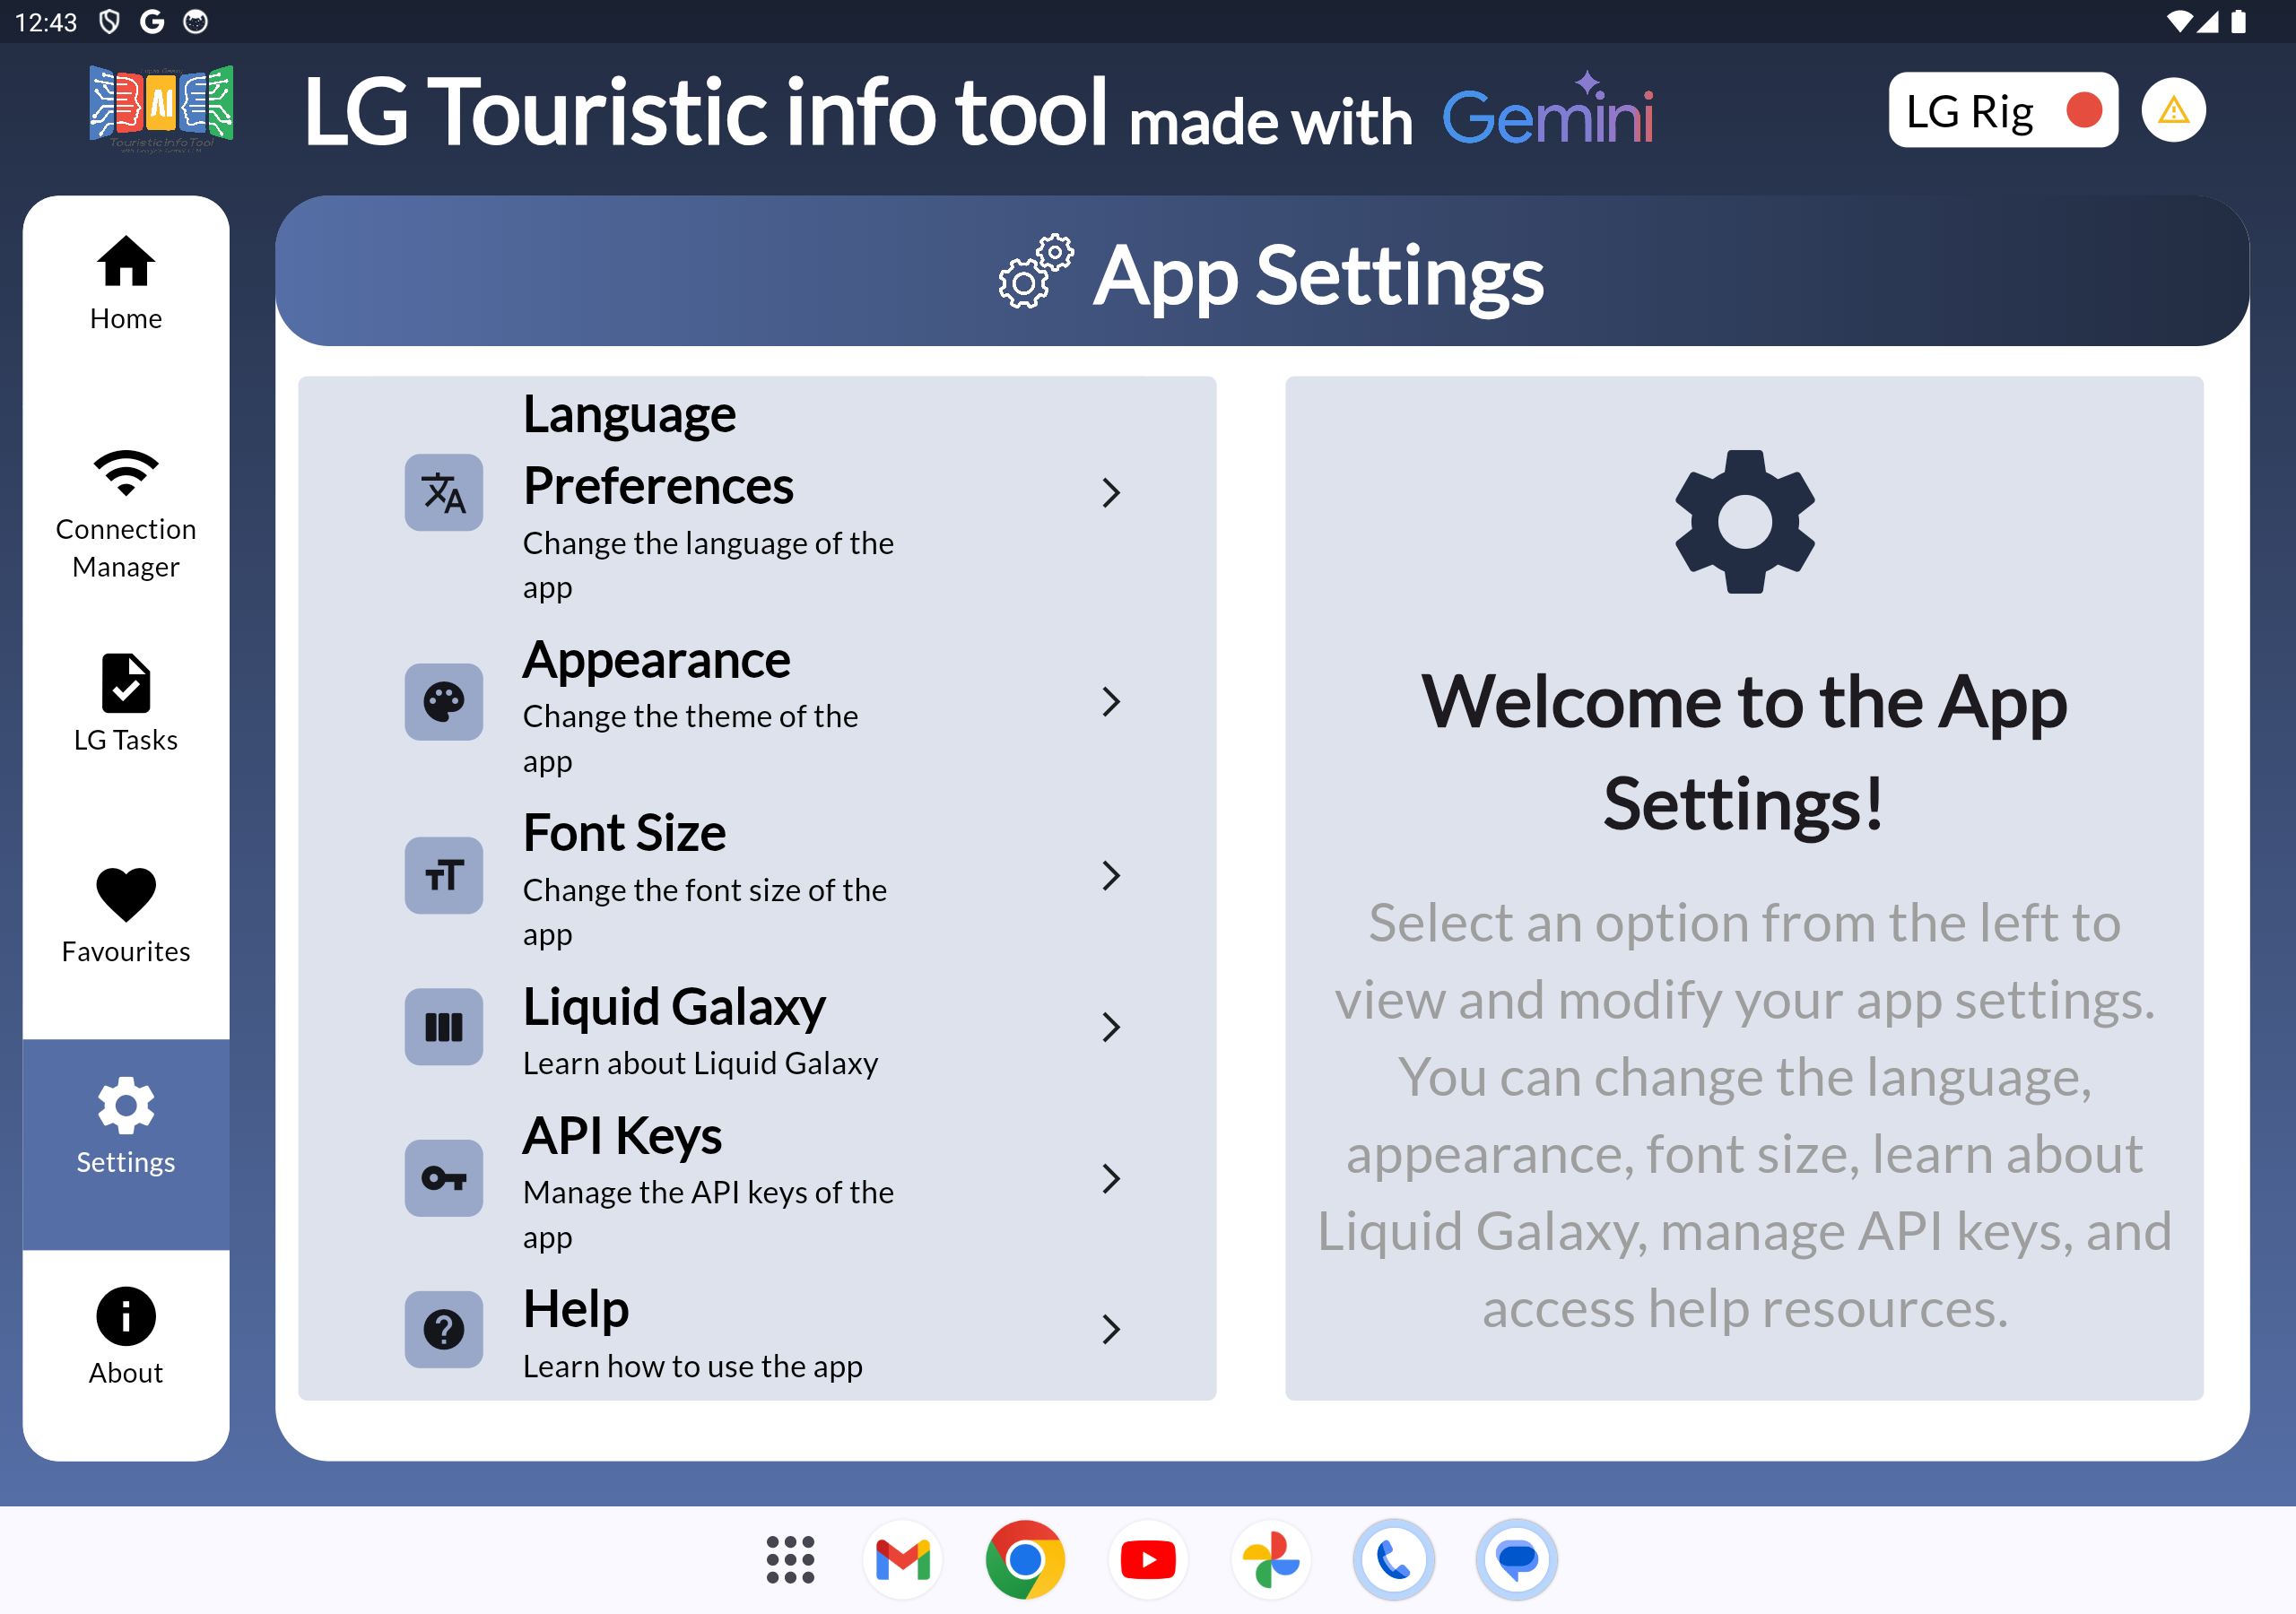 12:43
AI
Touristic Info Tool
LG Touristic info tool made with Gemini
LG Rig
Home
Connection
Manager
LG Tasks
Favourites
Settings
About
App Settings
Language
Preferences
Change the language of the
app
Appearance
Change the theme of the
app
Font Size
Change the font size of the
app
Liquid Galaxy
Learn about Liquid Galaxy
API Keys
Manage the API keys of the
app
Help
Learn how to use the app
Welcome to the App
Settings!
Select an option from the left to
view and modify your app settings.
You can change the language,
appearance, font size, learn about
Liquid Galaxy, manage API keys, and
access help resources.